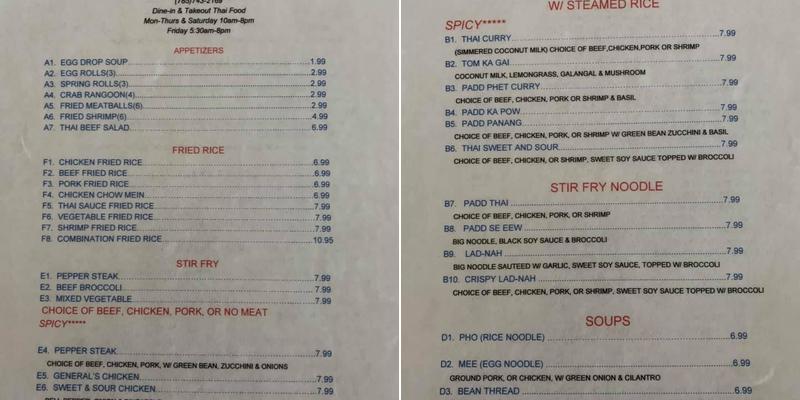 Dine-in & Takeout Thai Food
Mon-Thurs & Saturday 10am-8pm
Friday 5:30am-8pm
APPETIZERS
A1. EGG DROP SOUP 1.99
A2. EGG ROLLS(3) 2.99
A3. SPRING ROLLS(3) 2.99
A4. CRAB RANGOON(4) 2.99
A5. FRIED MEATBALLS(6) 2.99
A6. FRIED SHRIMP(6) 4.99
A7. THAI BEEF SALAD 6.99
FRIED RICE
F1. CHICKEN FRIED RICE 6.99
F2. BEEF FRIED RICE 6.99
F3. PORK FRIED RICE 6.99
F4. CHICKEN CHOW MEIN 6.99
F5. THAI SAUCE FRIED RICE 7.99
F6. VEGETABLE FRIED RICE 7.99
F7. SHRIMP FRIED RICE 7.99
F8. COMBINATION FRIED RICE 10.95
STIR FRY
E1. PEPPER STEAK 7.99
E2. BEEF BROCCOLI 7.99
E3. MIXED VEGETABLE 7.99
CHOICE OF BEEF, CHICKEN, PORK, OR NO MEAT
SPICY*****
E4. PEPPER STEAK 7.99
CHOICE OF BEEF, CHICKEN, PORK, W/ GREEN BEAN, ZUCCHINI & ONIONS
E5. GENERAL'S CHICKEN 7.99
E6. SWEET & SOUR CHICKEN 7.99
W/ STEAMED RICE
SPICY*****
B1. THAI CURRY 7.99
(SIMMERED COCONUT MILK) CHOICE OF BEEF,CHICKEN,PORK OR SHRIMP
B2. TOM KA GAI 7.99
COCONUT MILK, LEMONGRASS, GALANGAL & MUSHROOM
B3. PADD PHET CURRY 7.99
CHOICE OF BEEF, CHICKEN, PORK OR SHRIMP & BASIL
B4. PADD KA POW 7.99
B5. PADD PANANG 7.99
CHOICE OF BEEF, CHICKEN, PORK, OR SHRIMP W/ GREEN BEAN ZUCCHINI & BASIL
B6. THAI SWEET AND SOUR 7.99
CHOICE OF BEEF, CHICKEN, OR SHRIMP, SWEET SOY SAUCE TOPPED W/ BROCCOLI
STIR FRY NOODLE
B7. PADD THAI 7.99
CHOICE OF BEEF, CHICKEN, PORK, OR SHRIMP
B8. PADD SE EEW 7.99
BIG NOODLE, BLACK SOY SAUCE & BROCCOLI
B9. LAD-NAH 7.99
BIG NOODLE SAUTEED W/ GARLIC, SWEET SOY SAUCE, TOPPED W/ BROCCOLI
B10. CRISPY LAD-NAH 7.99
CHOICE OF BEEF, CHICKEN, PORK, OR SHRIMP, SWEET SOY SAUCE TOPPED W/ BROCCOLI
SOUPS
D1. PHO (RICE NOODLE) 6.99
D2. MEE (EGG NOODLE) 6.99
GROUND PORK, OR CHICKEN, W/ GREEN ONION & CILANTRO
D3. BEAN THREAD 6.99